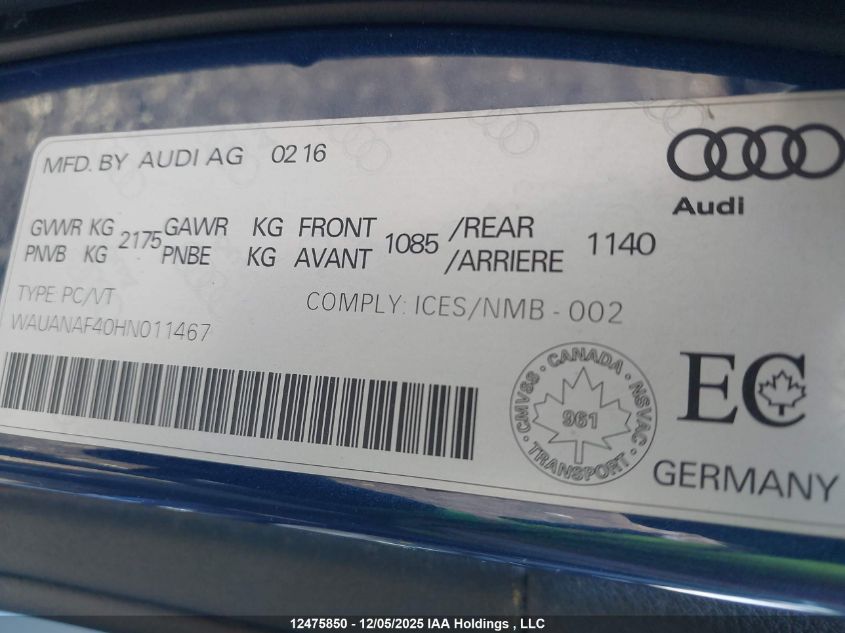 MFD. BY AUDI AG 0216
Audi
GVWR KG 2175 GAWR KG FRONT 1085 /REAR 1140
PNVB KG PNBE KG AVANT /ARRIERE
TYPE: PC/VT COMPLY: ICES/NMB - 002
WAUANAF40HN011467
CMVSS · CANADA · NSVAC · TRANSPORT ·
961
EC
GERMANY
12475850 - 12/05/2025 IAA Holdings , LLC